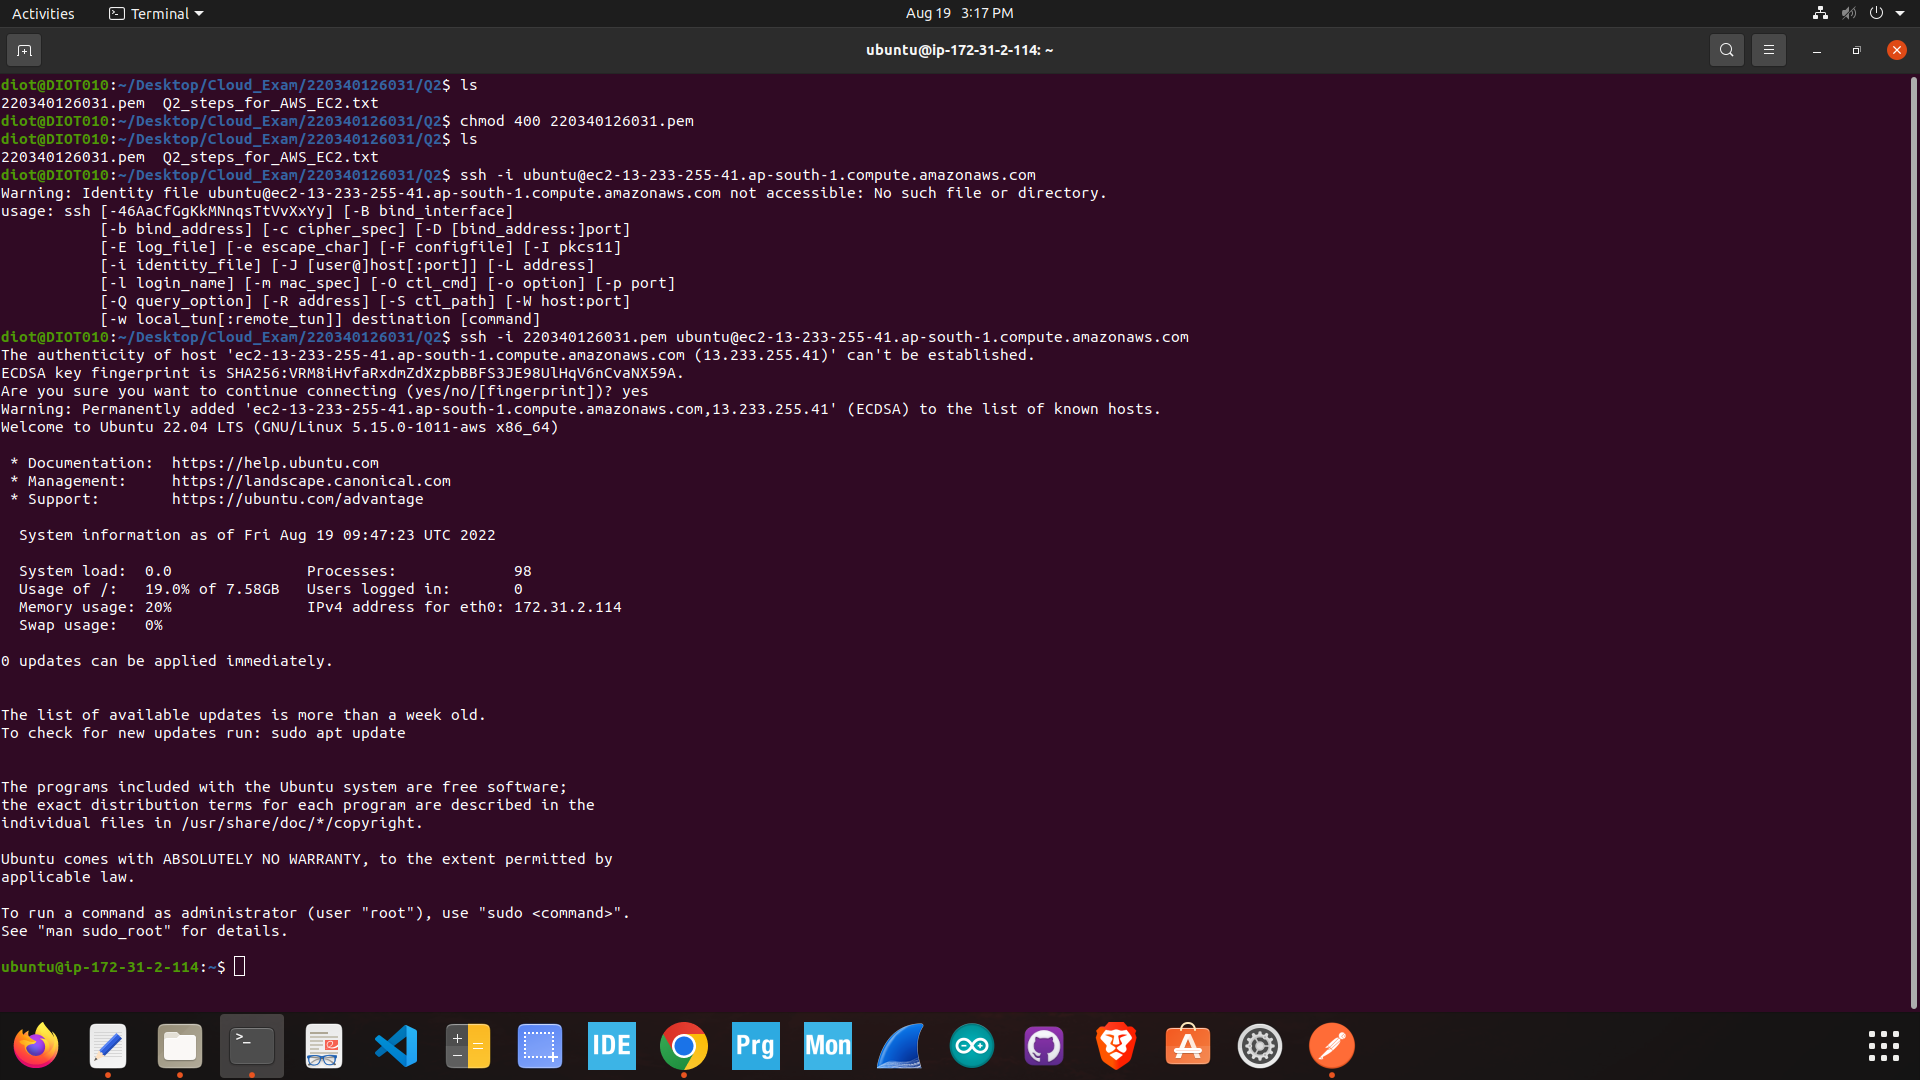 Activities Terminal Aug 19 3:17 PM
ubuntu@ip-172-31-2-114: ~
diot@DIOT010:~/Desktop/Cloud_Exam/220340126031/Q2$ ls
220340126031.pem  Q2_steps_for_AWS_EC2.txt
diot@DIOT010:~/Desktop/Cloud_Exam/220340126031/Q2$ chmod 400 220340126031.pem
diot@DIOT010:~/Desktop/Cloud_Exam/220340126031/Q2$ ls
220340126031.pem  Q2_steps_for_AWS_EC2.txt
diot@DIOT010:~/Desktop/Cloud_Exam/220340126031/Q2$ ssh -i ubuntu@ec2-13-233-255-41.ap-south-1.compute.amazonaws.com
Warning: Identity file ubuntu@ec2-13-233-255-41.ap-south-1.compute.amazonaws.com not accessible: No such file or directory.
usage: ssh [-46AaCfGgKkMNnqsTtVvXxYy] [-B bind_interface]
           [-b bind_address] [-c cipher_spec] [-D [bind_address:]port]
           [-E log_file] [-e escape_char] [-F configfile] [-I pkcs11]
           [-i identity_file] [-J [user@]host[:port]] [-L address]
           [-l login_name] [-m mac_spec] [-O ctl_cmd] [-o option] [-p port]
           [-Q query_option] [-R address] [-S ctl_path] [-W host:port]
           [-w local_tun[:remote_tun]] destination [command]
diot@DIOT010:~/Desktop/Cloud_Exam/220340126031/Q2$ ssh -i 220340126031.pem ubuntu@ec2-13-233-255-41.ap-south-1.compute.amazonaws.com
The authenticity of host 'ec2-13-233-255-41.ap-south-1.compute.amazonaws.com (13.233.255.41)' can't be established.
ECDSA key fingerprint is SHA256:VRM8iHvfaRxdmZdXzpbBBFS3JE98UlHqV6nCvaNX59A.
Are you sure you want to continue connecting (yes/no/[fingerprint])? yes
Warning: Permanently added 'ec2-13-233-255-41.ap-south-1.compute.amazonaws.com,13.233.255.41' (ECDSA) to the list of known hosts.
Welcome to Ubuntu 22.04 LTS (GNU/Linux 5.15.0-1011-aws x86_64)
 * Documentation:  https://help.ubuntu.com
 * Management:     https://landscape.canonical.com
 * Support:        https://ubuntu.com/advantage
  System information as of Fri Aug 19 09:47:23 UTC 2022
  System load:  0.0               Processes:             98
  Usage of /:   19.0% of 7.58GB   Users logged in:       0
  Memory usage: 20%               IPv4 address for eth0: 172.31.2.114
  Swap usage:   0%
0 updates can be applied immediately.
The list of available updates is more than a week old.
To check for new updates run: sudo apt update
The programs included with the Ubuntu system are free software;
the exact distribution terms for each program are described in the
individual files in /usr/share/doc/*/copyright.
Ubuntu comes with ABSOLUTELY NO WARRANTY, to the extent permitted by
applicable law.
To run a command as administrator (user "root"), use "sudo <command>".
See "man sudo_root" for details.
ubuntu@ip-172-31-2-114:~$
>_ IDE Prg Mon